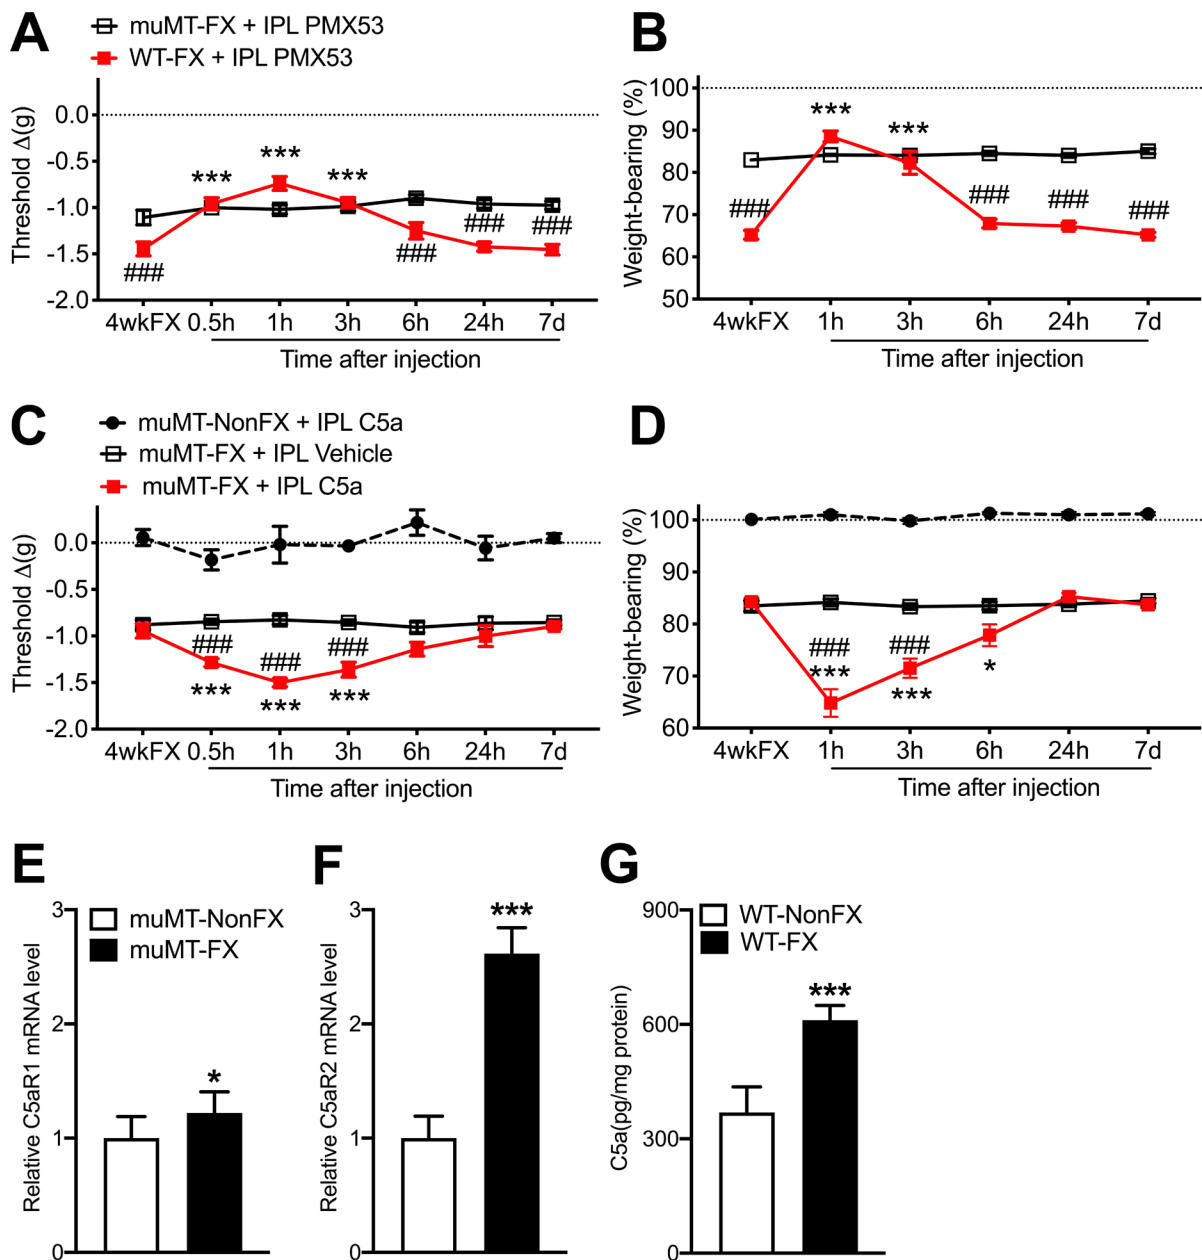 A
muMT-FX + IPL PMX53
WT-FX + IPL PMX53
Threshold Δ(g)
0.0
-0.5
-1.0
-1.5
-2.0
*** *** ***
### ### ### ###
4wkFX 0.5h 1h 3h 6h 24h 7d
Time after injection
B
Weight-bearing (%)
100
90
80
70
60
50
*** ***
### ### ### ###
4wkFX 1h 3h 6h 24h 7d
Time after injection
C
muMT-NonFX + IPL C5a
muMT-FX + IPL Vehicle
muMT-FX + IPL C5a
Threshold Δ(g)
0.0
-0.5
-1.0
-1.5
-2.0
### ### ###
*** *** ***
4wkFX 0.5h 1h 3h 6h 24h 7d
Time after injection
D
Weight-bearing (%)
100
90
80
70
60
### ###
*** *** *
4wkFX 1h 3h 6h 24h 7d
Time after injection
E
muMT-NonFX
muMT-FX
Relative C5aR1 mRNA level
3
2
1
0
*
F
Relative C5aR2 mRNA level
3
2
1
0
***
G
WT-NonFX
WT-FX
C5a(pg/mg protein)
900
600
300
0
***